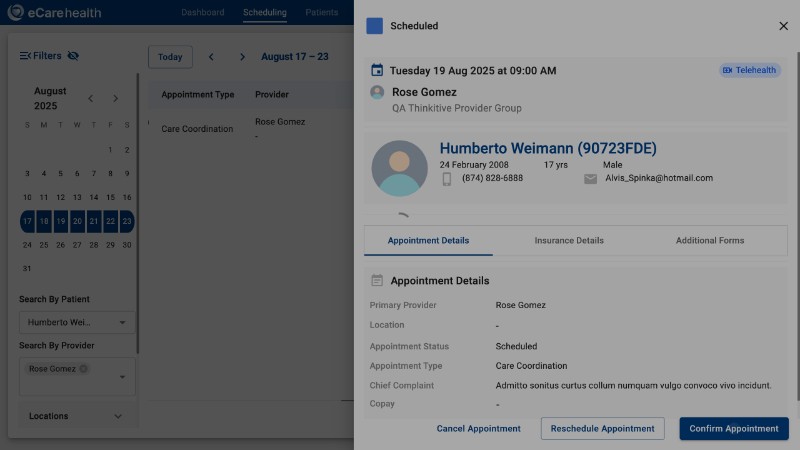 eCarehealth
Dashboard
Scheduling
Patients
Filters
Today
August 17 – 23
August
2025
S M T W T F S
1 2
3 4 5 6 7 8 9
10 11 12 13 14 15 16
17 18 19 20 21 22 23
24 25 26 27 28 29 30
31
Search By Patient
Humberto Wei...
Search By Provider
Rose Gomez
Locations
Appointment Type Provider
Care Coordination Rose Gomez
-
Scheduled
Tuesday 19 Aug 2025 at 09:00 AM
Telehealth
Rose Gomez
QA Thinkitive Provider Group
Humberto Weimann (90723FDE)
24 February 2008 17 yrs Male
(874) 828-6888 Alvis_Spinka@hotmail.com
Appointment Details Insurance Details Additional Forms
Appointment Details
Primary Provider Rose Gomez
Location -
Appointment Status Scheduled
Appointment Type Care Coordination
Chief Complaint Admitto sonitus curtus collum numquam vulgo convoco vivo incidunt.
Copay -
Cancel Appointment Reschedule Appointment Confirm Appointment